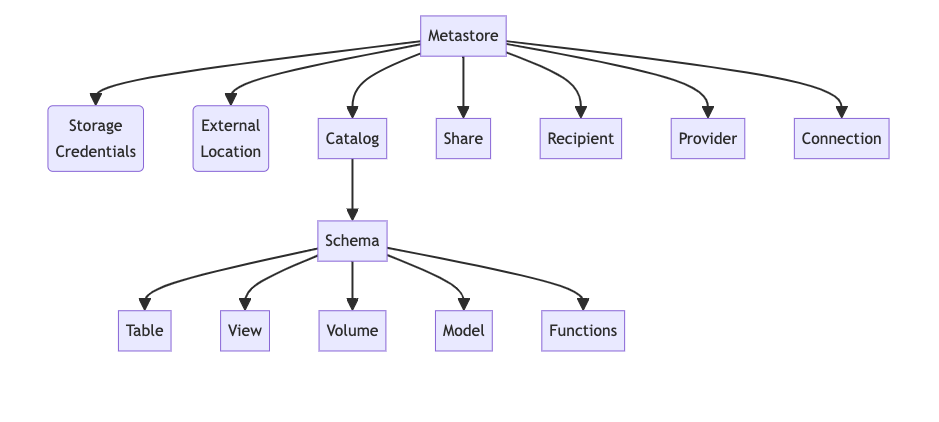 Metastore
Storage
Credentials
External
Location
Catalog
Share
Recipient
Provider
Connection
Schema
Table
View
Volume
Model
Functions